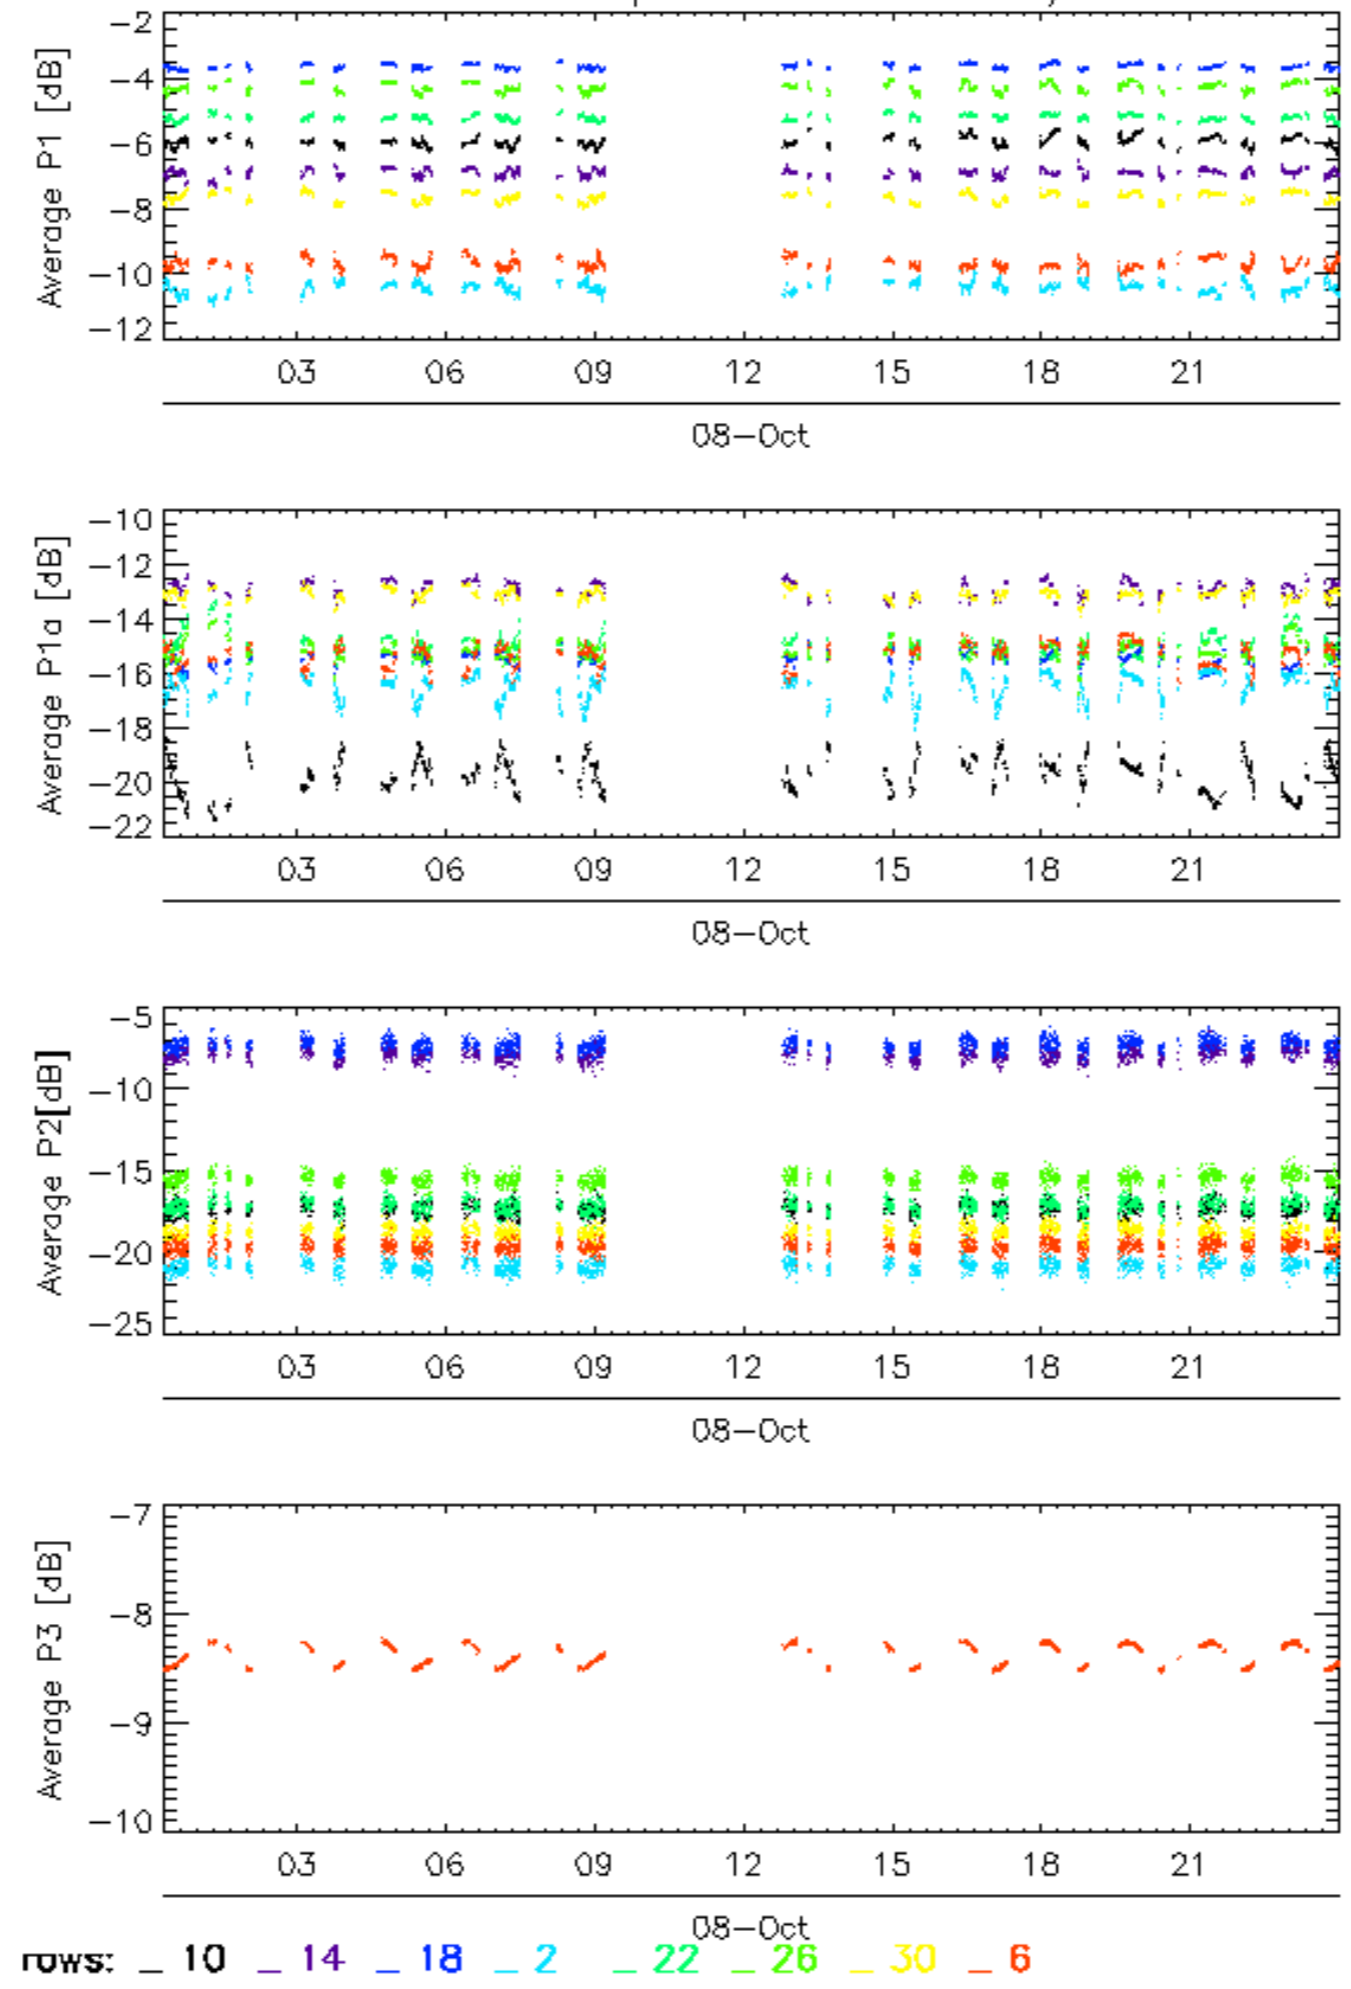 Average P1 [dB]
−2
−4
−6
−8
−10
−12
03 06 09 12 15 18 21
08−Oct
Average P1a [dB]
−10
−12
−14
−16
−18
−20
−22
03 06 09 12 15 18 21
08−Oct
Average P2[dB]
−5
−10
−15
−20
−25
03 06 09 12 15 18 21
08−Oct
Average P3 [dB]
−7
−8
−9
−10
03 06 09 12 15 18 21
08−Oct
rows: _ 10 _ 14 _ 18 _ 2 _ 22 _ 26 _ 30 _ 6